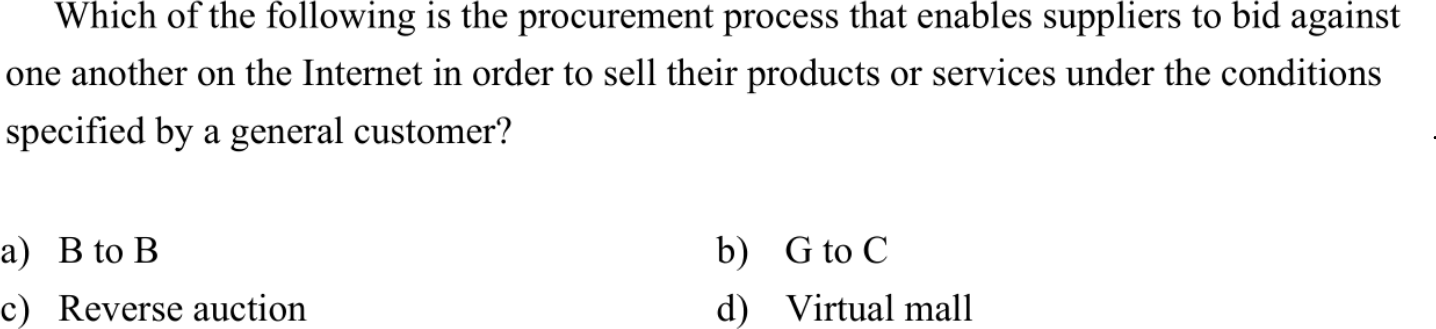 Which of the following is the procurement process that enables suppliers to bid against
one another on the Internet in order to sell their products or services under the conditions
specified by a general customer?
a) B to B b) G to C
c) Reverse auction d) Virtual mall